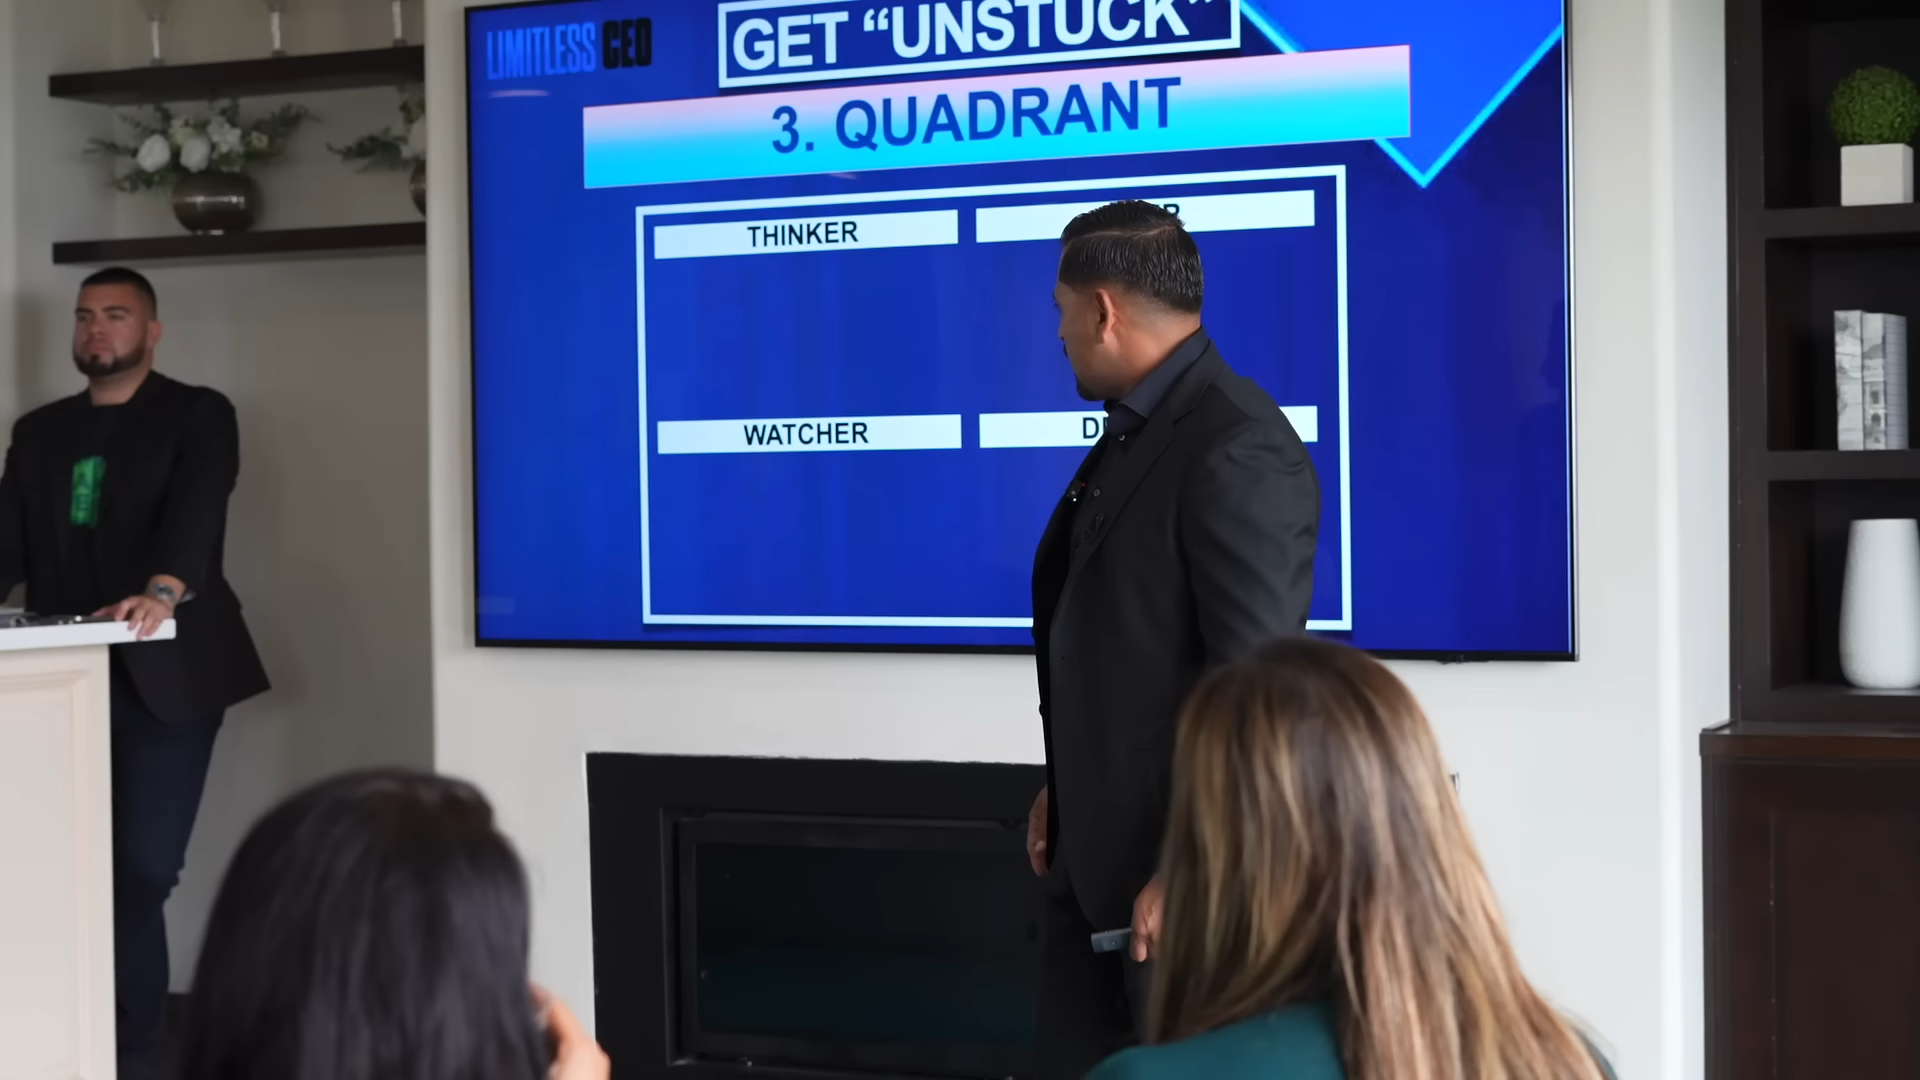 LIMITLESS CEO
GET “UNSTUCK”
3. QUADRANT
THINKER
WATCHER